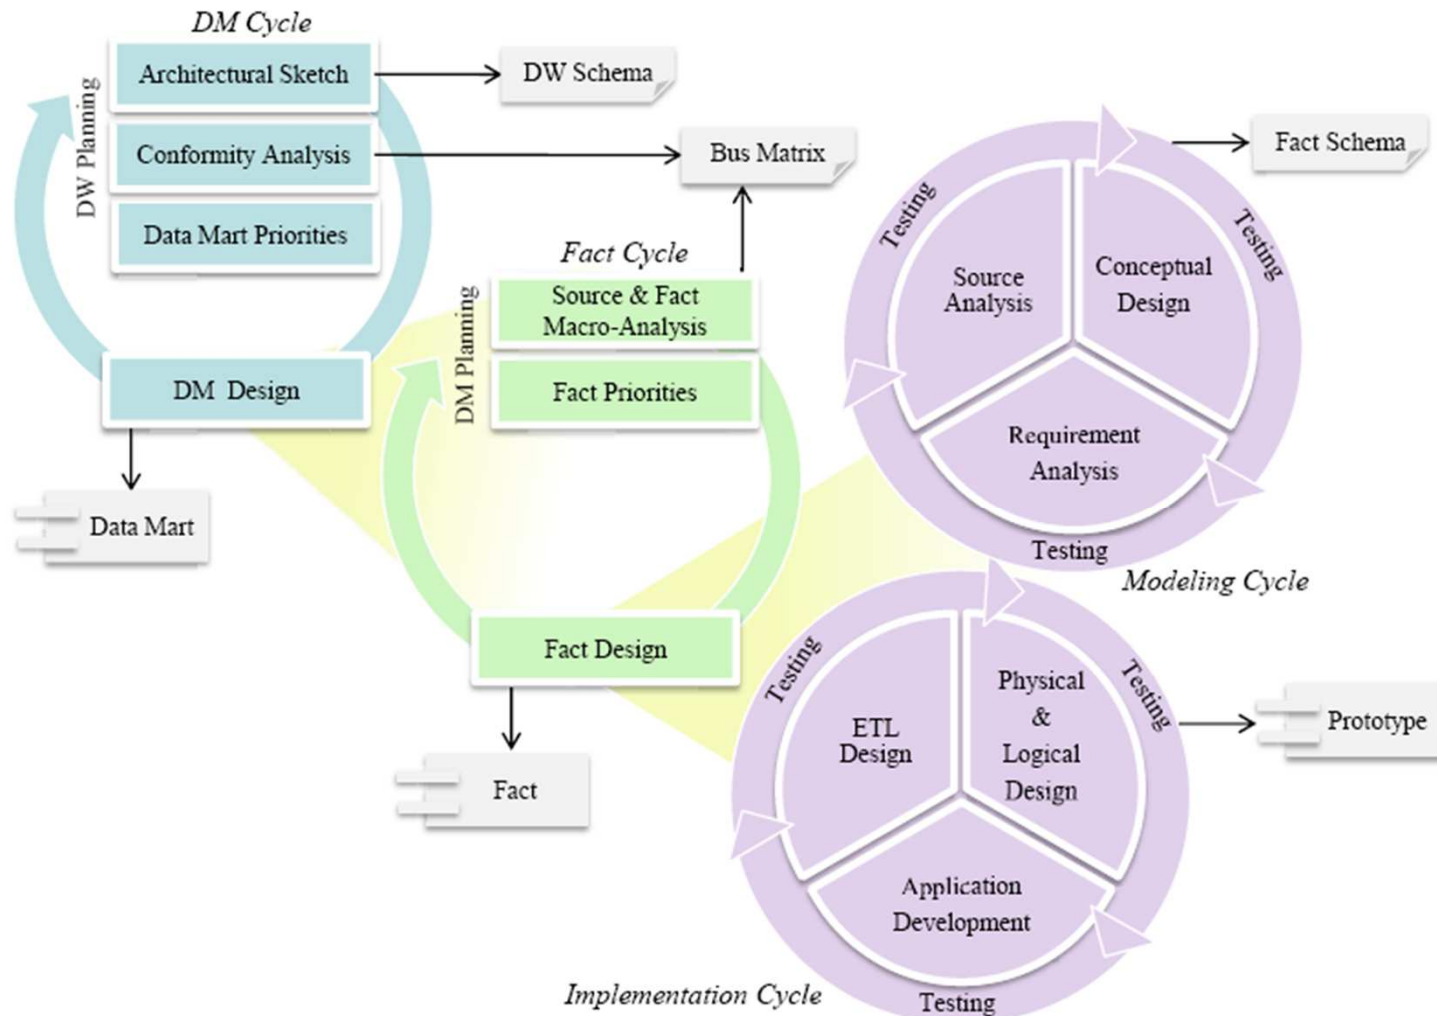 DM Cycle
DW Planning
Architectural Sketch
Conformity Analysis
Data Mart Priorities
DM Design
Data Mart
DW Schema
Bus Matrix
Fact Cycle
DM Planning
Source & Fact
Macro-Analysis
Fact Priorities
Fact Design
Fact
Testing
Source
Analysis
Conceptual
Design
Testing
Requirement
Analysis
Testing
Modeling Cycle
Fact Schema
Testing
ETL
Design
Physical
&
Logical
Design
Testing
Application
Development
Testing
Implementation Cycle
Prototype